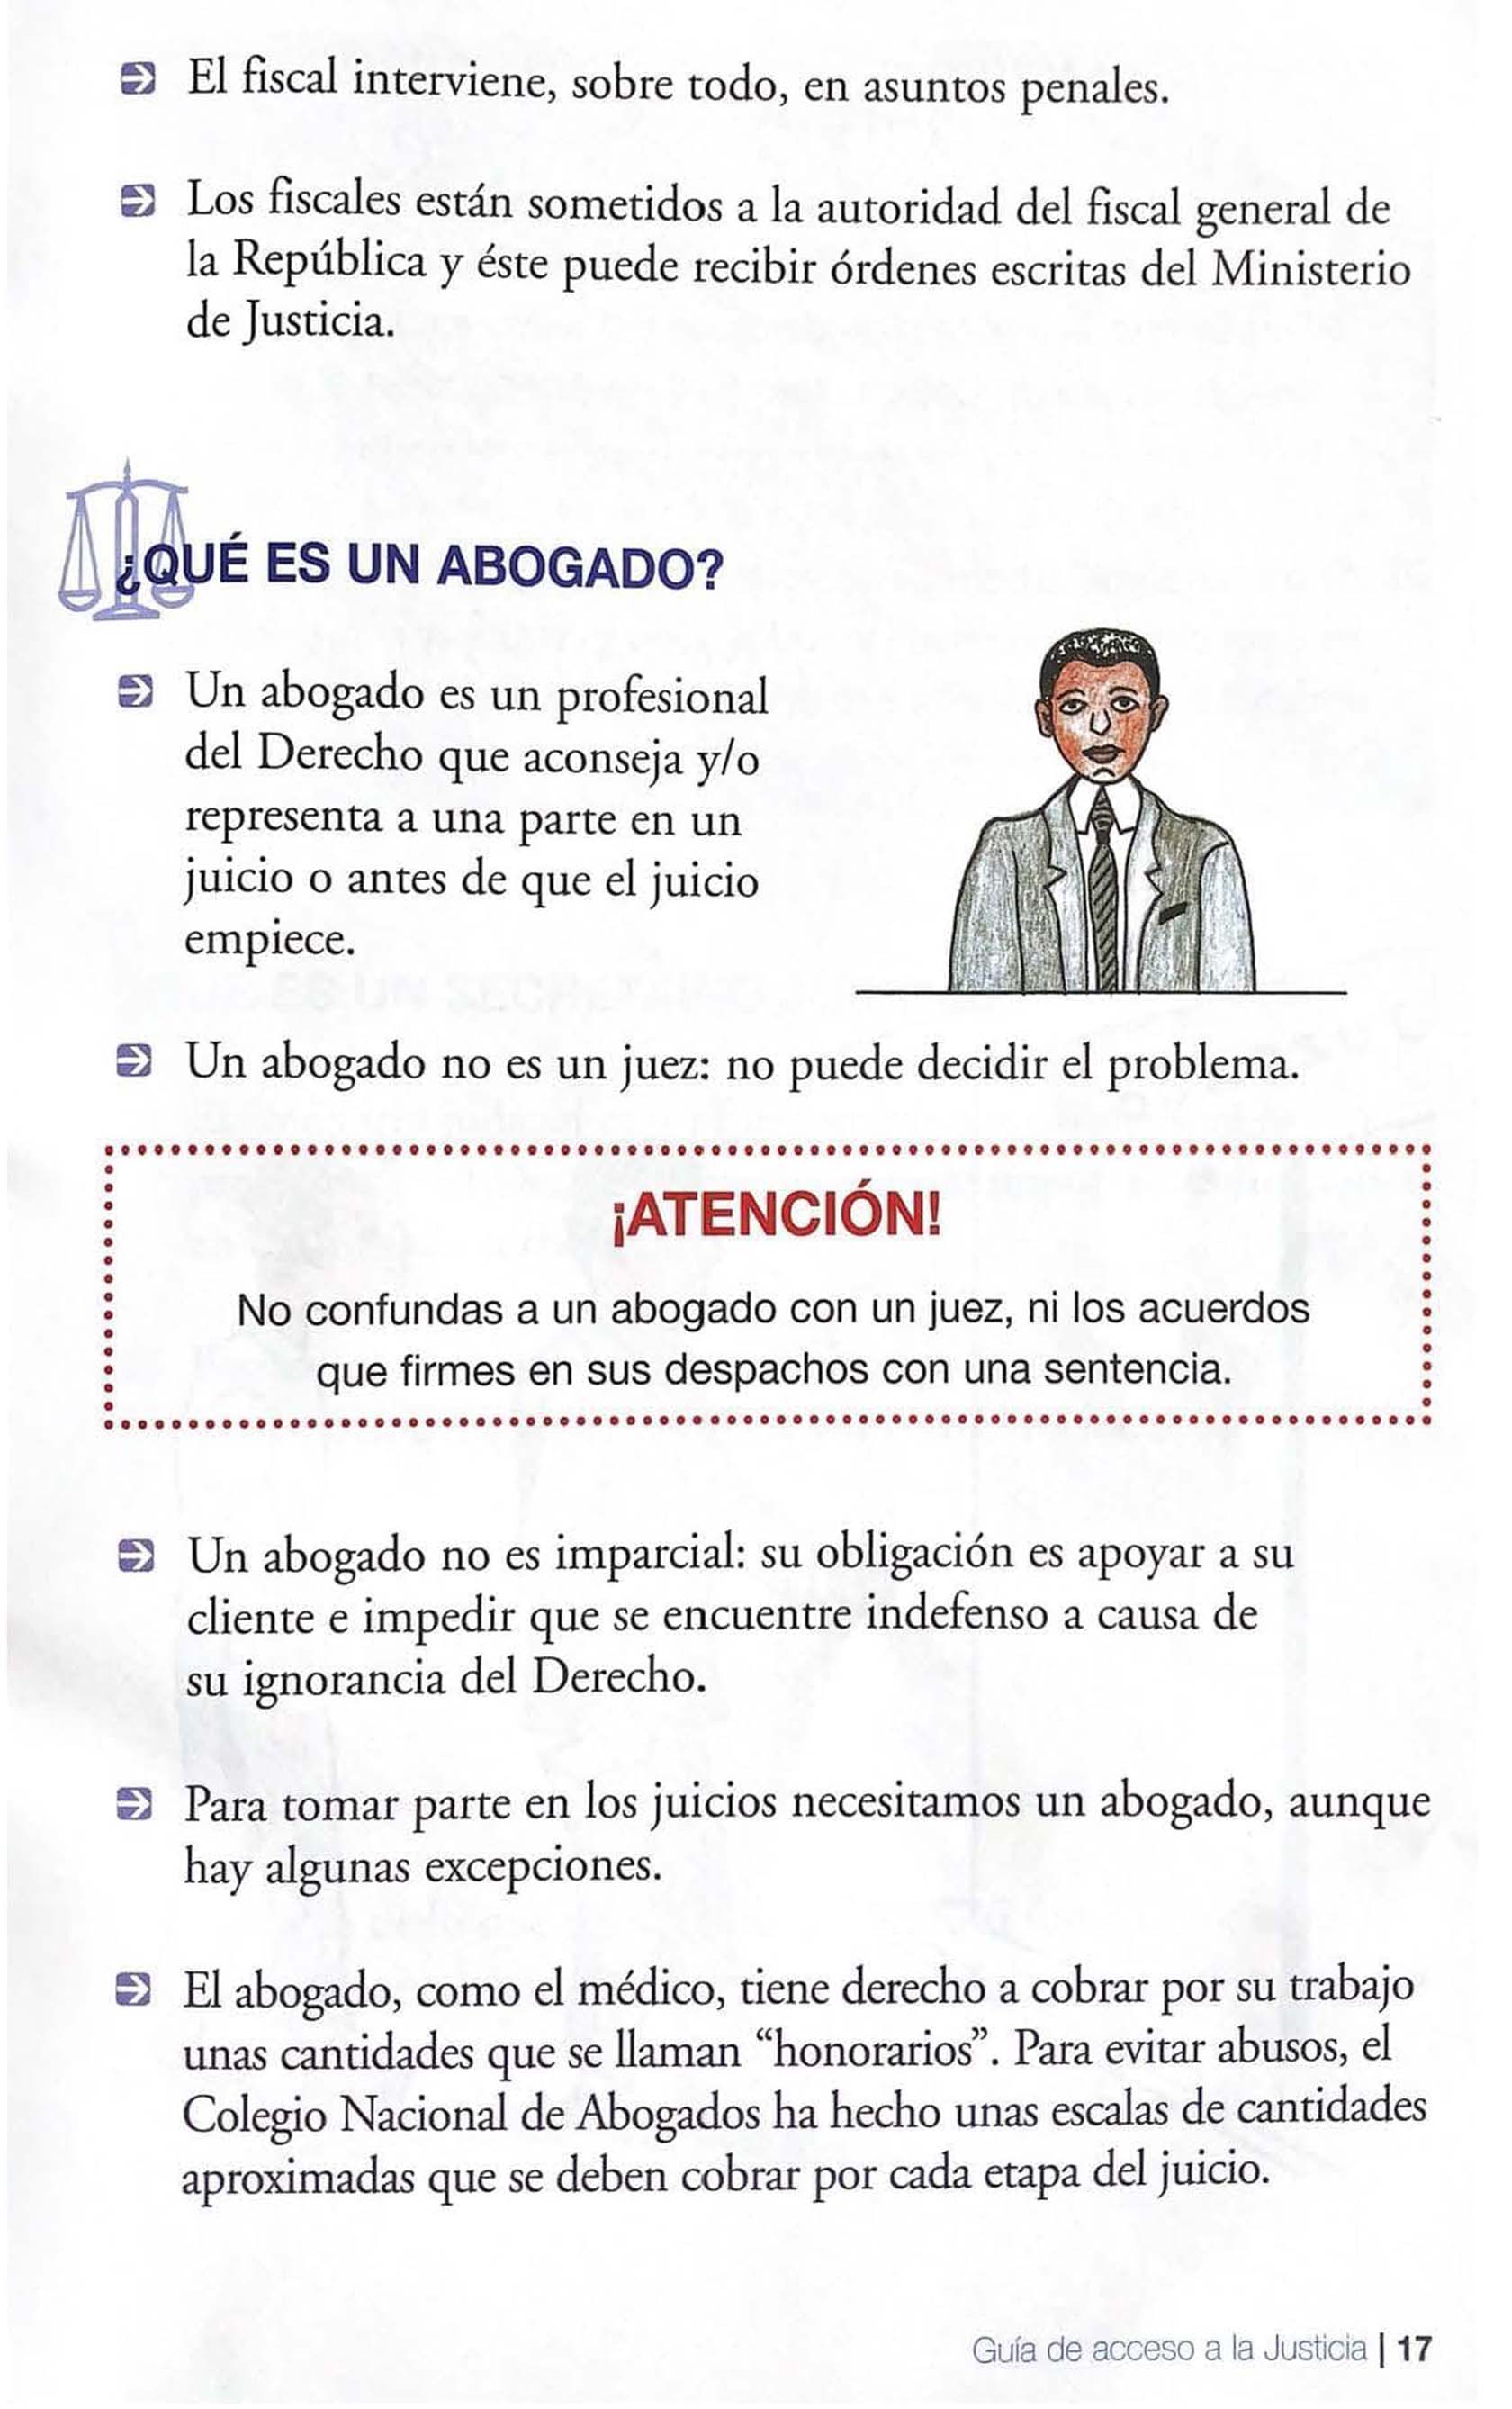 El fiscal interviene, sobre todo, en asuntos penales.
Los fiscales están sometidos a la autoridad del fiscal general de
la República y éste puede recibir órdenes escritas del Ministerio
de Justicia.
¿QUÉ ES UN ABOGADO?
Un abogado es un profesional
del Derecho que aconseja y/o
representa a una parte en un
juicio o antes de que el juicio
empiece.
Un abogado no es un juez: no puede decidir el problema.
¡ATENCIÓN!
No confundas a un abogado con un juez, ni los acuerdos
que firmes en sus despachos con una sentencia.
Un abogado no es imparcial: su obligación es apoyar a su
cliente e impedir que se encuentre indefenso a causa de
su ignorancia del Derecho.
Para tomar parte en los juicios necesitamos un abogado, aunque
hay algunas excepciones.
El abogado, como el médico, tiene derecho a cobrar por su trabajo
unas cantidades que se llaman “honorarios”. Para evitar abusos, el
Colegio Nacional de Abogados ha hecho unas escalas de cantidades
aproximadas que se deben cobrar por cada etapa del juicio.
Guía de acceso a la Justicia | 17